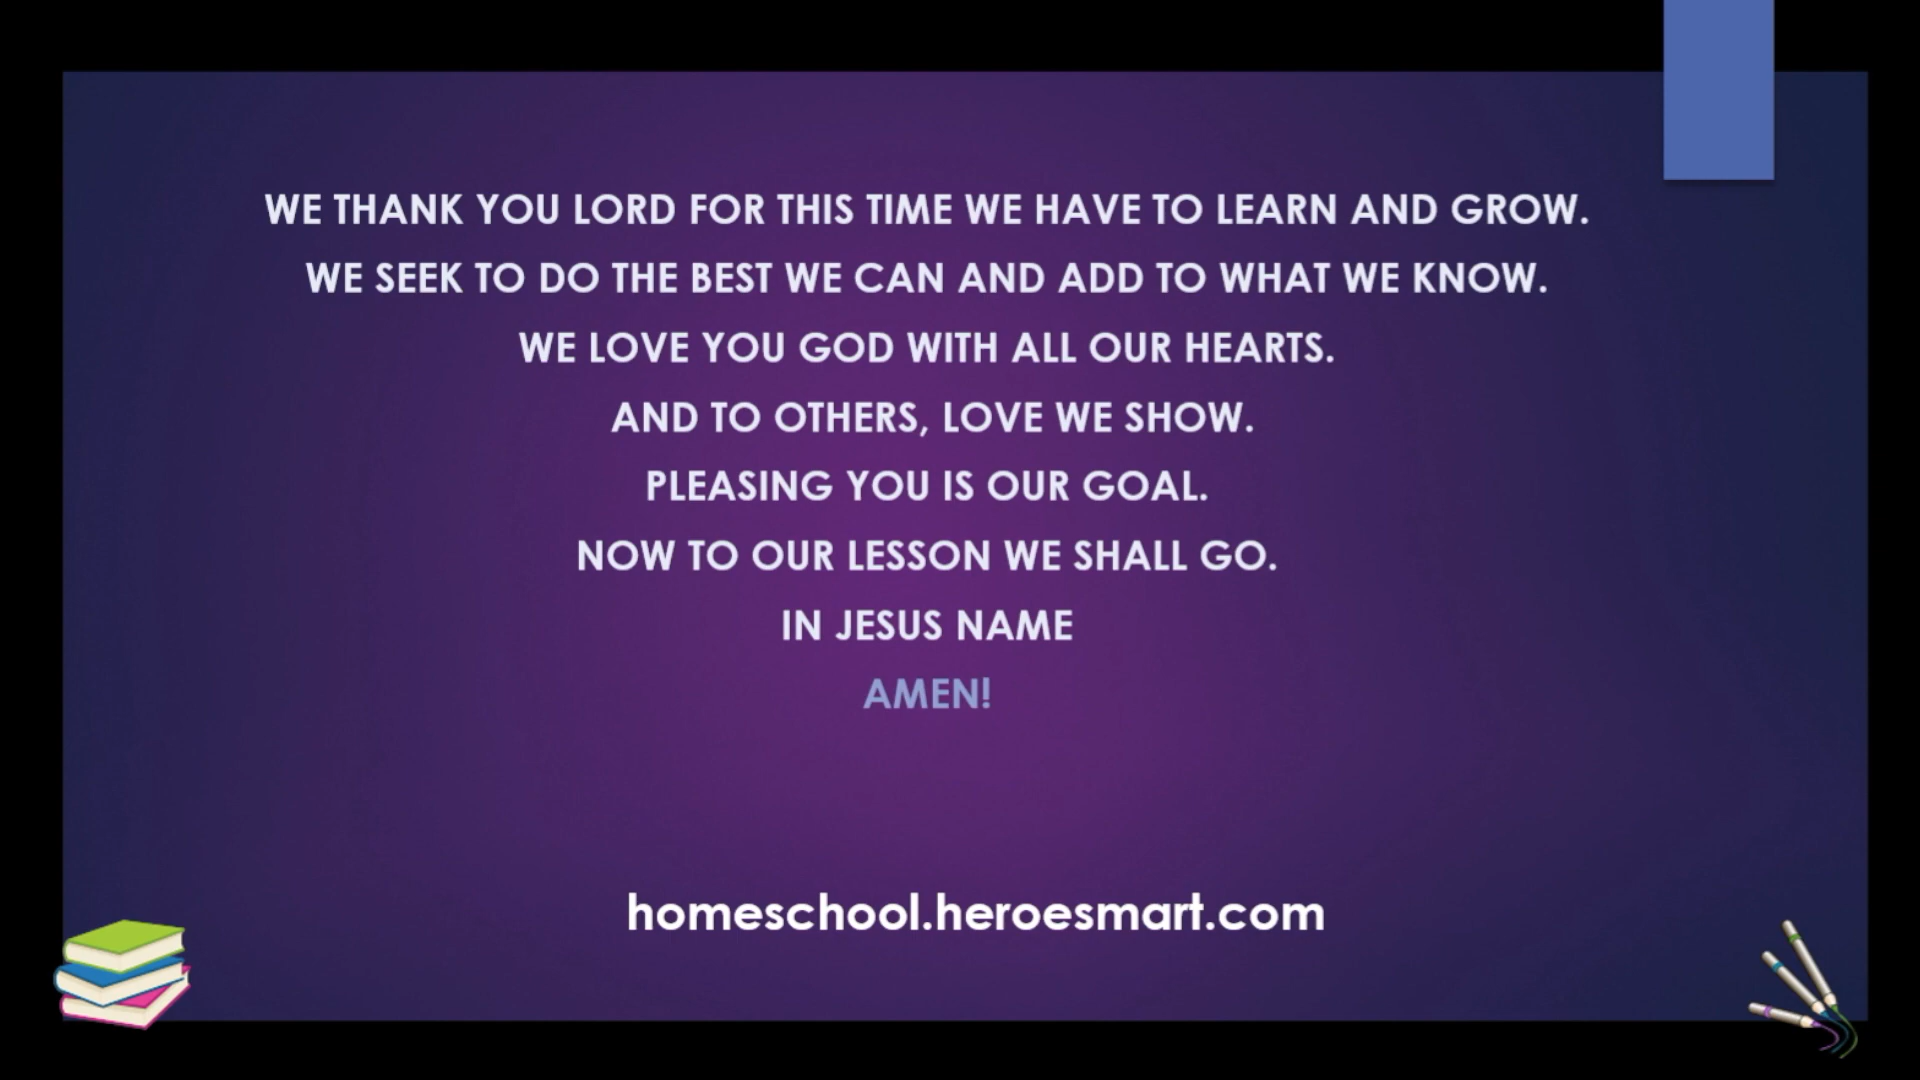 WE THANK YOU LORD FOR THIS TIME WE HAVE TO LEARN AND GROW.
WE SEEK TO DO THE BEST WE CAN AND ADD TO WHAT WE KNOW.
WE LOVE YOU GOD WITH ALL OUR HEARTS.
AND TO OTHERS, LOVE WE SHOW.
PLEASING YOU IS OUR GOAL.
NOW TO OUR LESSON WE SHALL GO.
IN JESUS NAME
AMEN!
homeschool.heroesmart.com